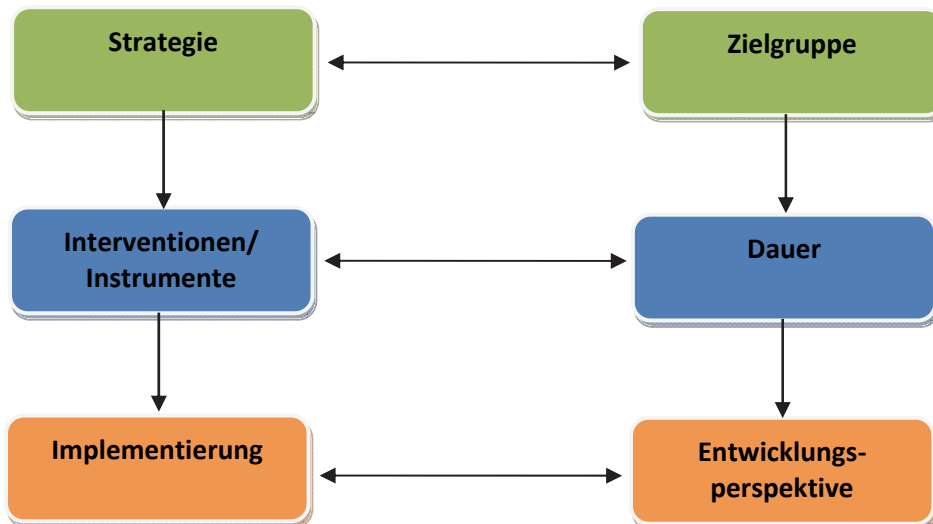 Strategie
Zielgruppe
Interventionen/
Instrumente
Dauer
Implementierung
Entwicklungs-
perspektive